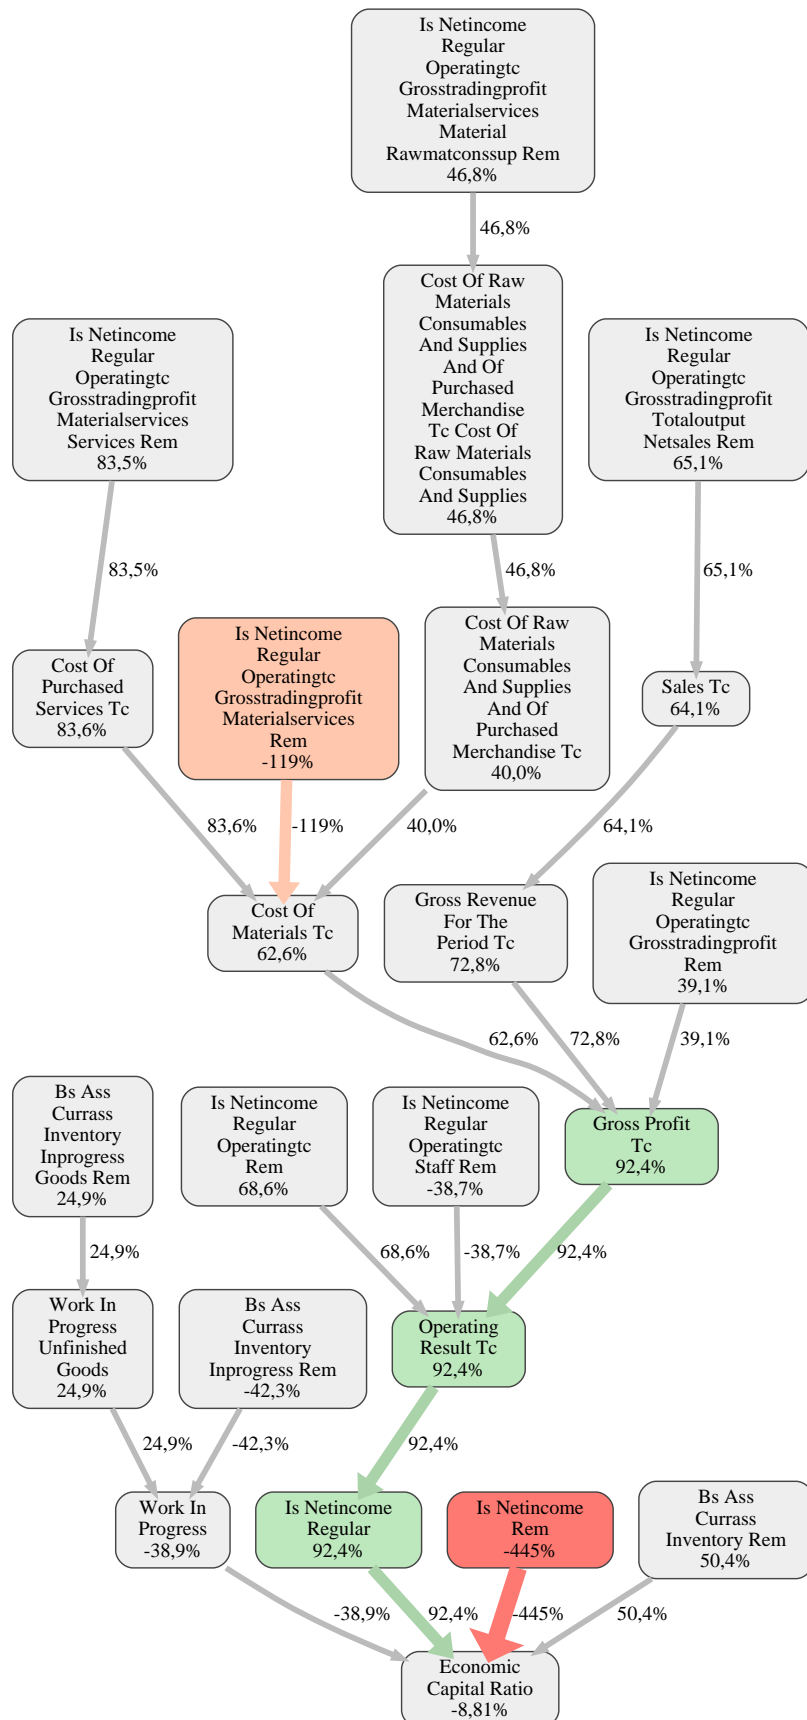 Is Netincome
Regular
Operatingtc
Grosstradingprofit
Materialservices
Material
Rawmatconssup Rem
46,8%
46,8%
Cost Of Raw
Materials
Consumables
And Supplies
And Of
Purchased
Merchandise
Tc Cost Of
Raw Materials
Consumables
And Supplies
46,8%
Is Netincome
Regular
Operatingtc
Grosstradingprofit
Materialservices
Services Rem
83,5%
Is Netincome
Regular
Operatingtc
Grosstradingprofit
Totaloutput
Netsales Rem
65,1%
83,5%
46,8%
65,1%
Cost Of
Purchased
Services Tc
83,6%
Is Netincome
Regular
Operatingtc
Grosstradingprofit
Materialservices
Rem
-119%
Cost Of Raw
Materials
Consumables
And Supplies
And Of
Purchased
Merchandise Tc
40,0%
Sales Tc
64,1%
83,6%
-119%
40,0%
64,1%
Cost Of
Materials Tc
62,6%
Gross Revenue
For The
Period Tc
72,8%
Is Netincome
Regular
Operatingtc
Grosstradingprofit
Rem
39,1%
62,6%
72,8%
39,1%
Bs Ass
Currass
Inventory
Inprogress
Goods Rem
24,9%
Is Netincome
Regular
Operatingtc
Rem
68,6%
Is Netincome
Regular
Operatingtc
Staff Rem
-38,7%
Gross Profit
Tc
92,4%
24,9%
68,6%
-38,7%
92,4%
Work In
Progress
Unfinished
Goods
24,9%
Bs Ass
Currass
Inventory
Inprogress Rem
-42,3%
Operating
Result Tc
92,4%
24,9%
-42,3%
92,4%
Work In
Progress
-38,9%
Is Netincome
Regular
92,4%
Is Netincome
Rem
-445%
Bs Ass
Currass
Inventory Rem
50,4%
-38,9%
92,4%
-445%
50,4%
Economic
Capital Ratio
-8,81%